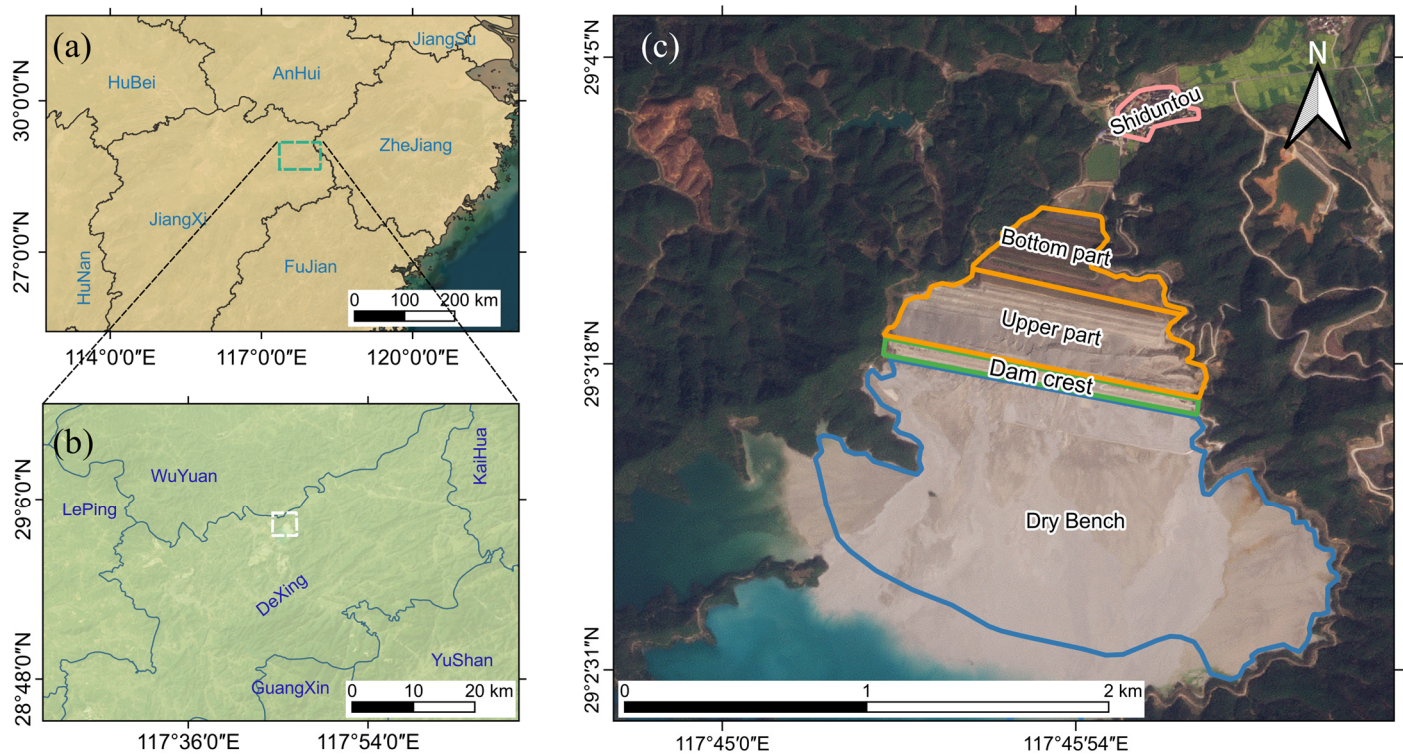 (a)
JiangSu
HuBei
AnHui
ZheJiang
JiangXi
HuNan
FuJian
0 100 200 km
30°0′0″N
27°0′0″N
114°0′0″E
117°0′0″E
120°0′0″E
(b)
WuYuan
KaiHua
LePing
DeXing
YuShan
GuangXin
0 10 20 km
29°6′0″N
28°48′0″N
117°36′0″E
117°54′0″E
(c)
N
Shiduntou
Bottom part
Upper part
Dam crest
Dry Bench
0 1 2 km
29°4′5″N
29°3′18″N
29°2′31″N
117°45′0″E
117°45′54″E